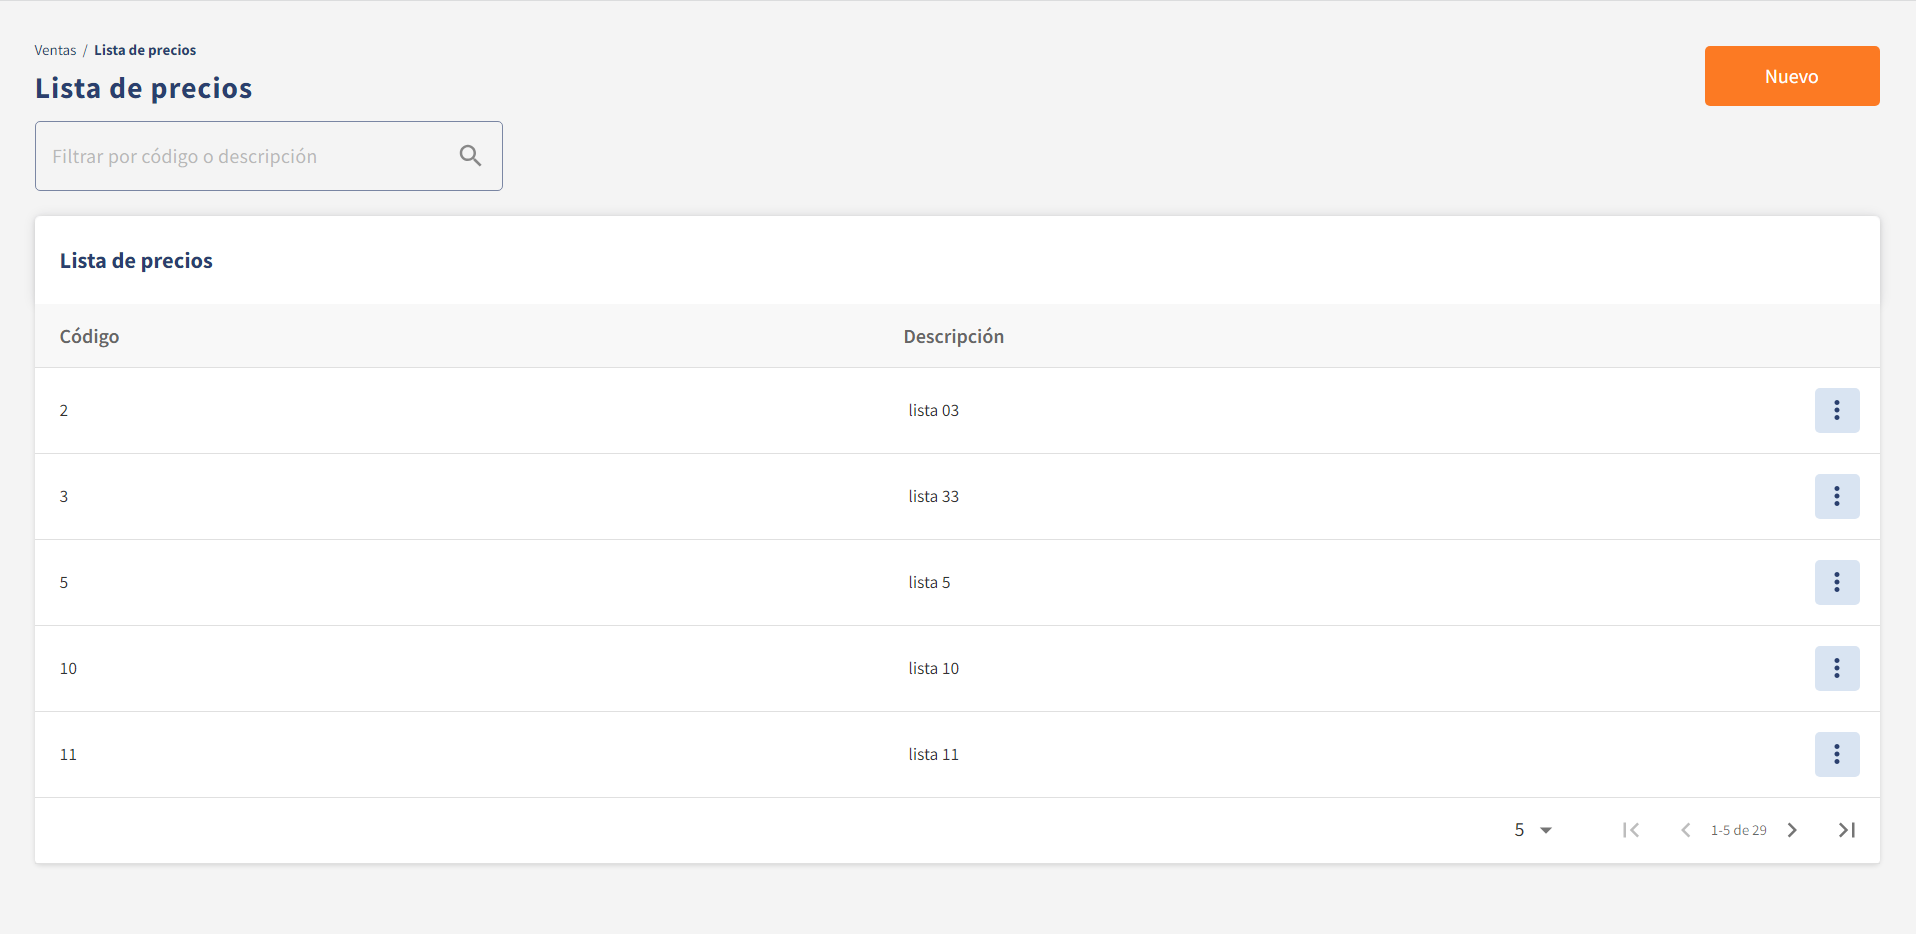 Ventas / Lista de precios
Lista de precios
Nuevo
Filtrar por código o descripción
Lista de precios
Código Descripción
2 lista 03
3 lista 33
5 lista 5
10 lista 10
11 lista 11
5 1-5 de 29